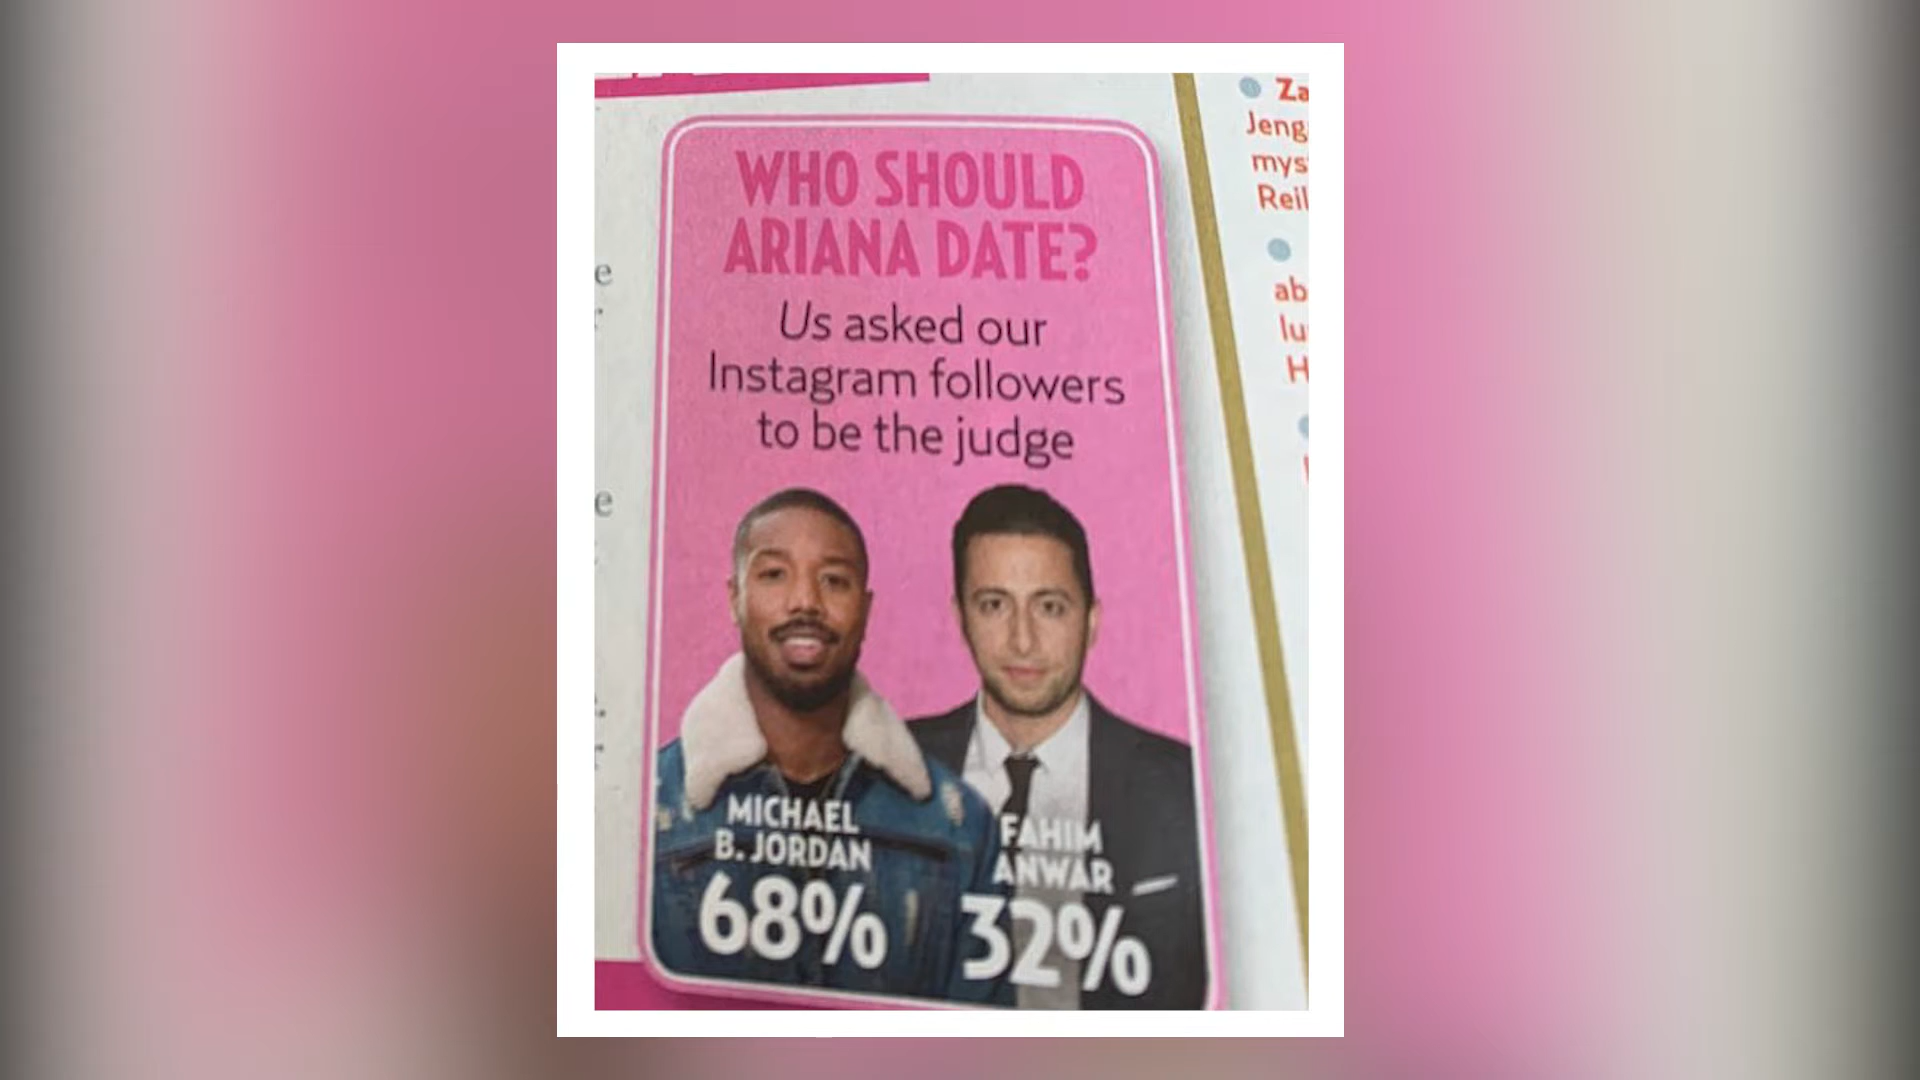 WHO SHOULD
ARIANA DATE?
Us asked our
Instagram followers
to be the judge
MICHAEL
B. JORDAN
68%
FAHIM
ANWAR
32%